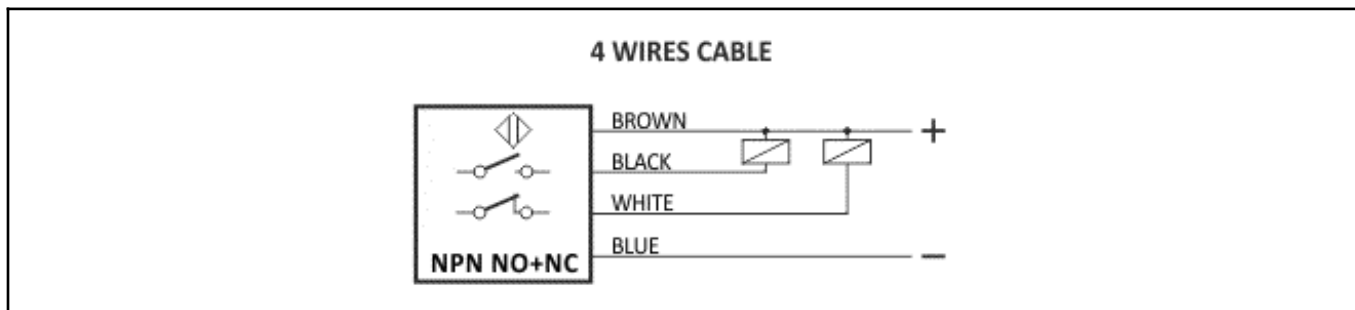 4 WIRES CABLE
BROWN
+
BLACK
WHITE
BLUE
−
NPN NO+NC